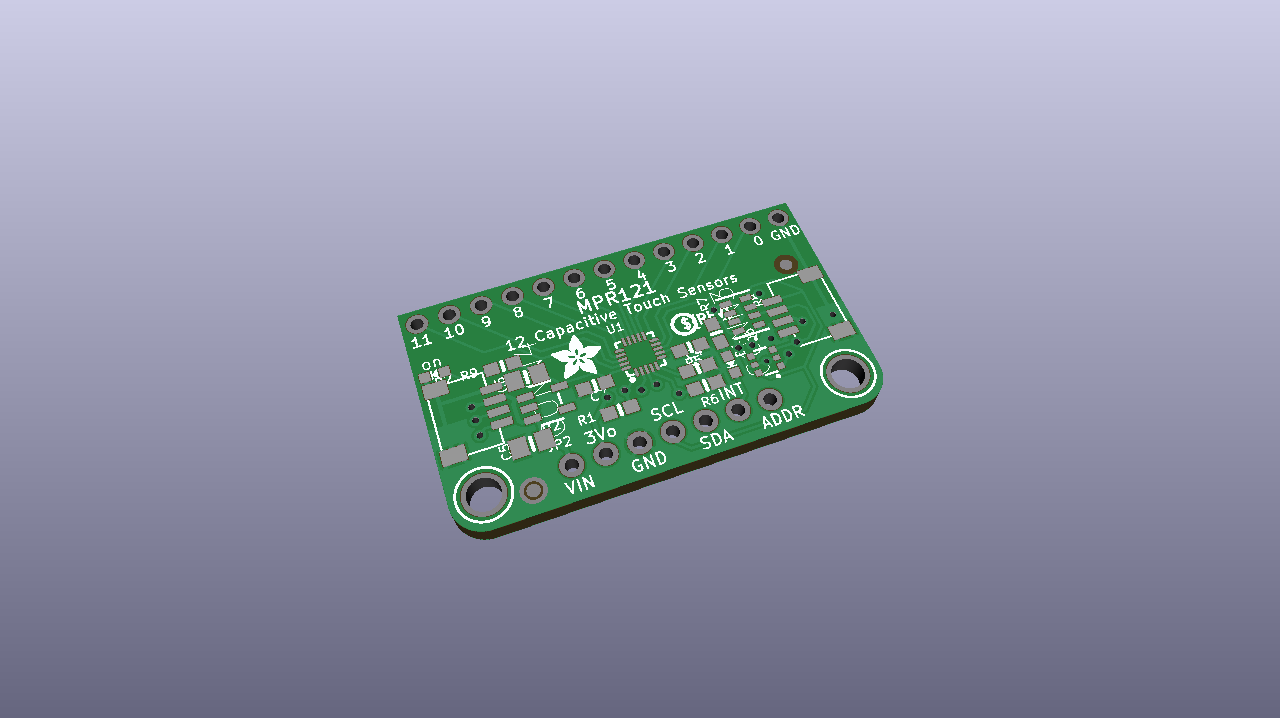 GND
0
1
2
3
4
5
6
7
8
9
10
11
MPR121
12 Capacitive Touch Sensors
U1
R9
R1
R6
INT
SCL
3Vo
ADDR
SDA
GND
VIN